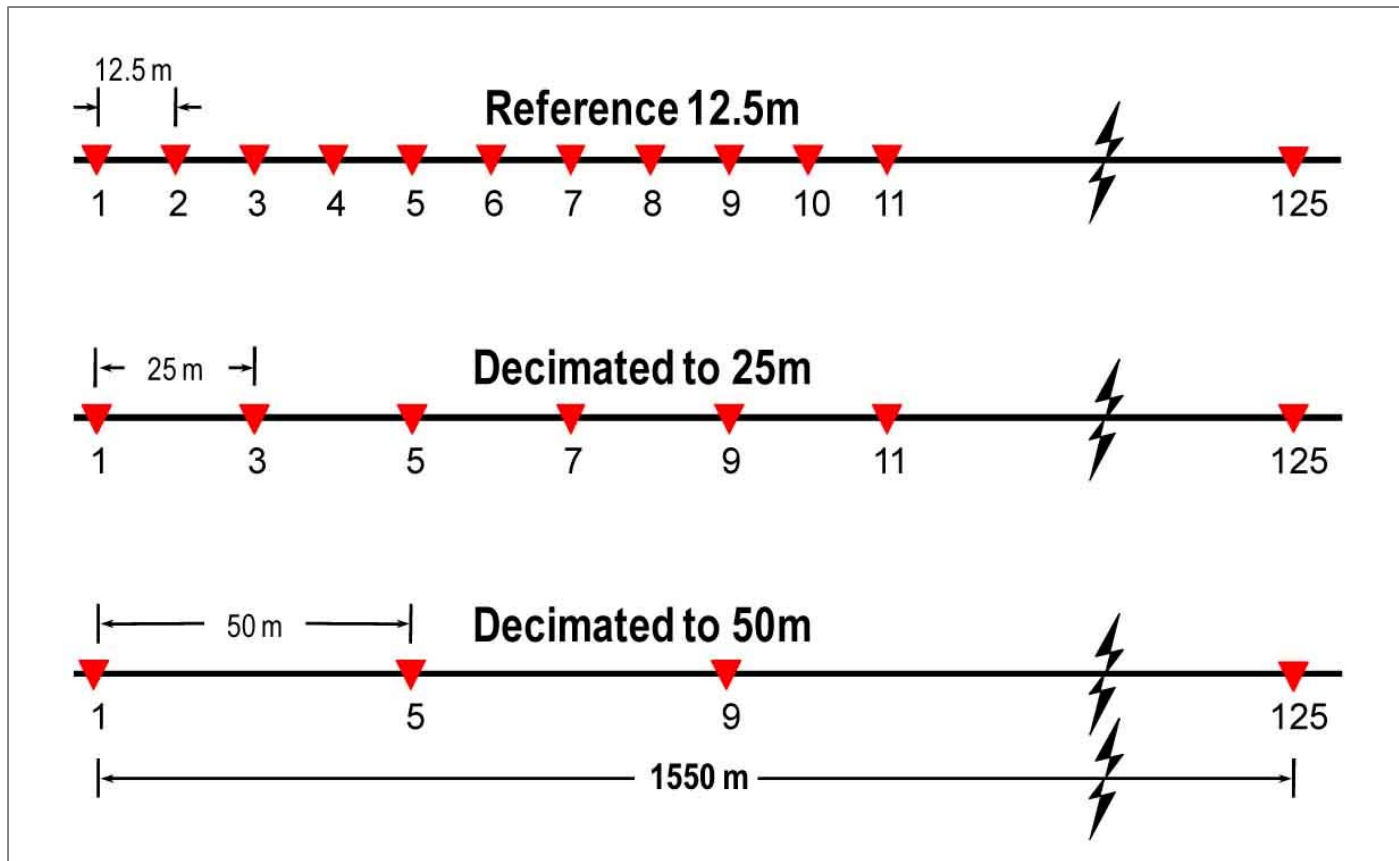 12.5 m
Reference 12.5m
1 2 3 4 5 6 7 8 9 10 11 125
25 m
Decimated to 25m
1 3 5 7 9 11 125
50 m
Decimated to 50m
1 5 9 125
1550 m